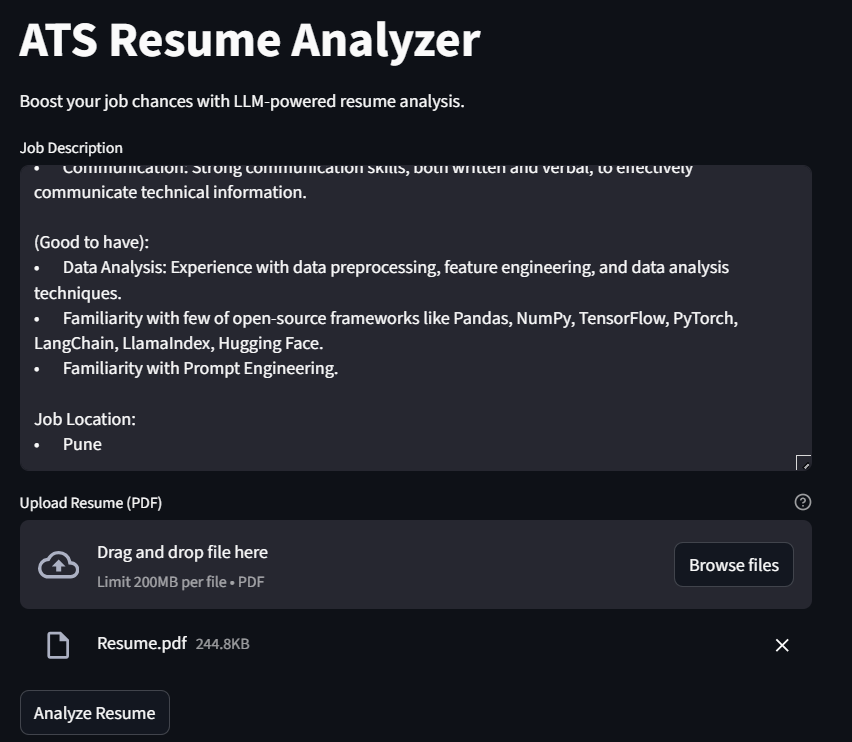 ATS Resume Analyzer
Boost your job chances with LLM-powered resume analysis.
Job Description
• Communication: Strong communication skills, both written and verbal, to effectively
communicate technical information.
(Good to have):
• Data Analysis: Experience with data preprocessing, feature engineering, and data analysis
techniques.
• Familiarity with few of open-source frameworks like Pandas, NumPy, TensorFlow, PyTorch,
LangChain, LlamaIndex, Hugging Face.
• Familiarity with Prompt Engineering.
Job Location:
• Pune
Upload Resume (PDF)
Drag and drop file here
Limit 200MB per file • PDF
Browse files
Resume.pdf 244.8KB
Analyze Resume